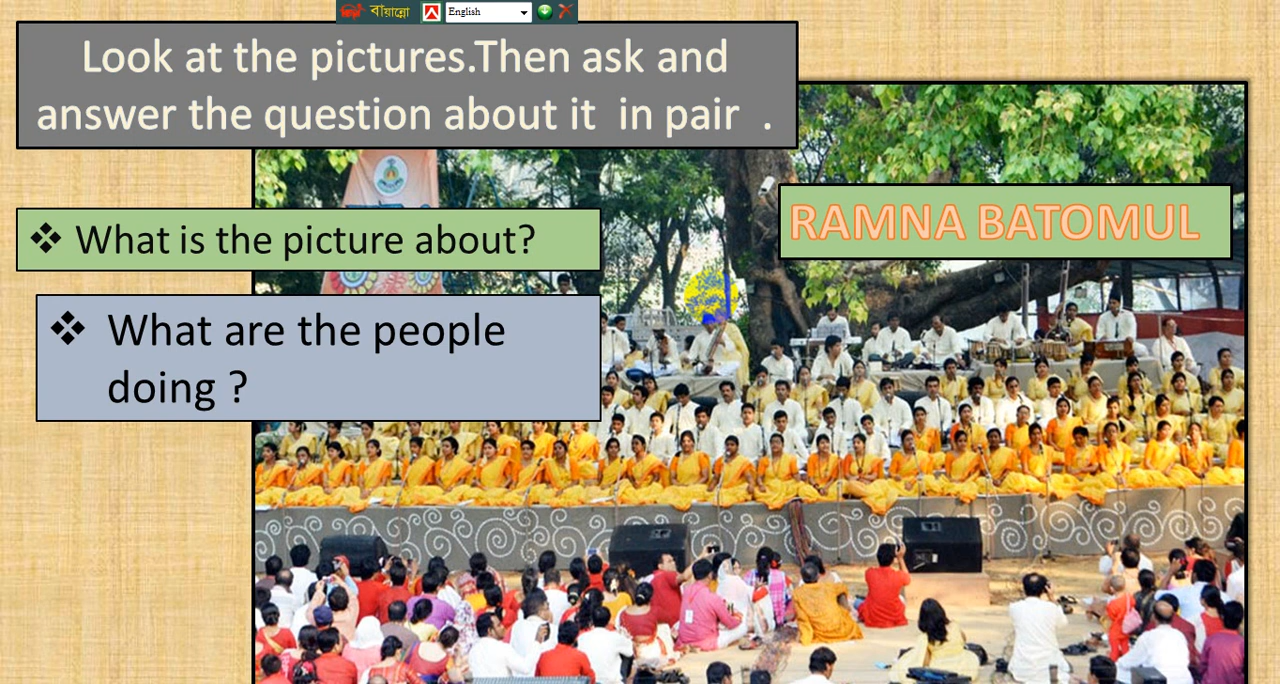 বায়ান্নো
English
Look at the pictures.Then ask and
answer the question about it in pair .
RAMNA BATOMUL
❖ What is the picture about?
❖ What are the people
doing ?